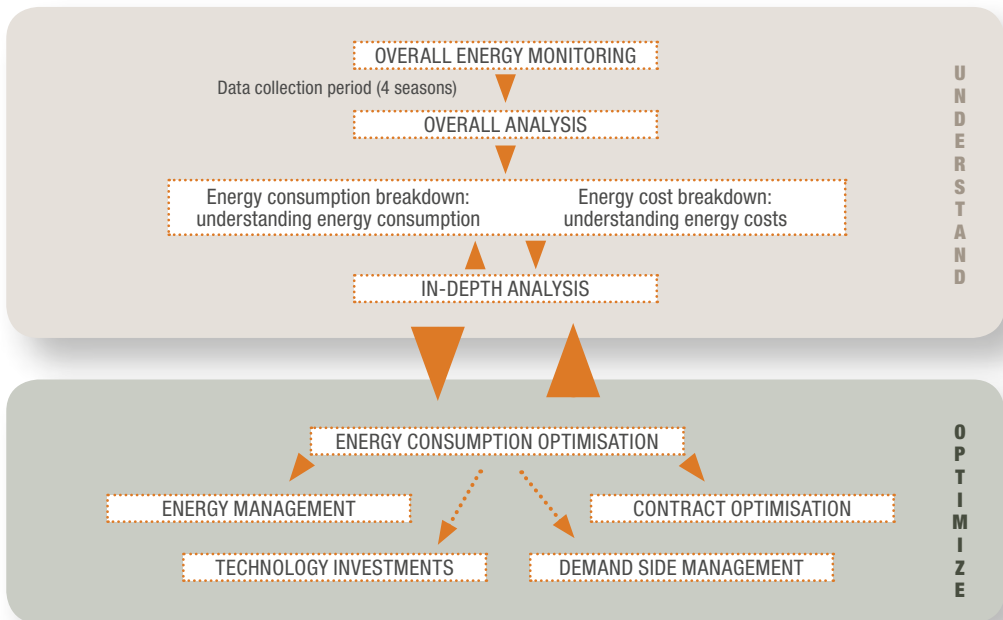 OVERALL ENERGY MONITORING
Data collection period (4 seasons)
OVERALL ANALYSIS
Energy consumption breakdown:
understanding energy consumption
Energy cost breakdown:
understanding energy costs
IN-DEPTH ANALYSIS
UNDERSTAND
ENERGY CONSUMPTION OPTIMISATION
ENERGY MANAGEMENT
CONTRACT OPTIMISATION
TECHNOLOGY INVESTMENTS
DEMAND SIDE MANAGEMENT
OPTIMIZE